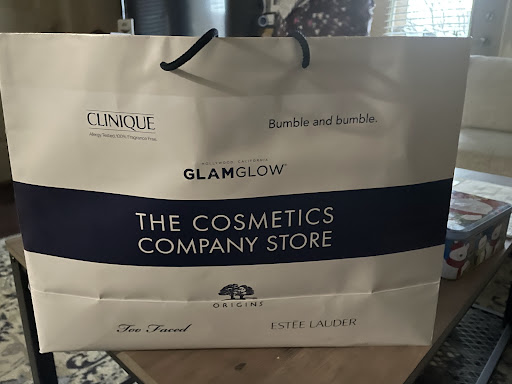 CLINIQUE
Allergy Tested. 100% Fragrance Free.
Bumble and bumble.
HOLLYWOOD, CALIFORNIA
GLAMGLOW
THE COSMETICS
COMPANY STORE
ORIGINS
Too Faced
ESTĒE LAUDER